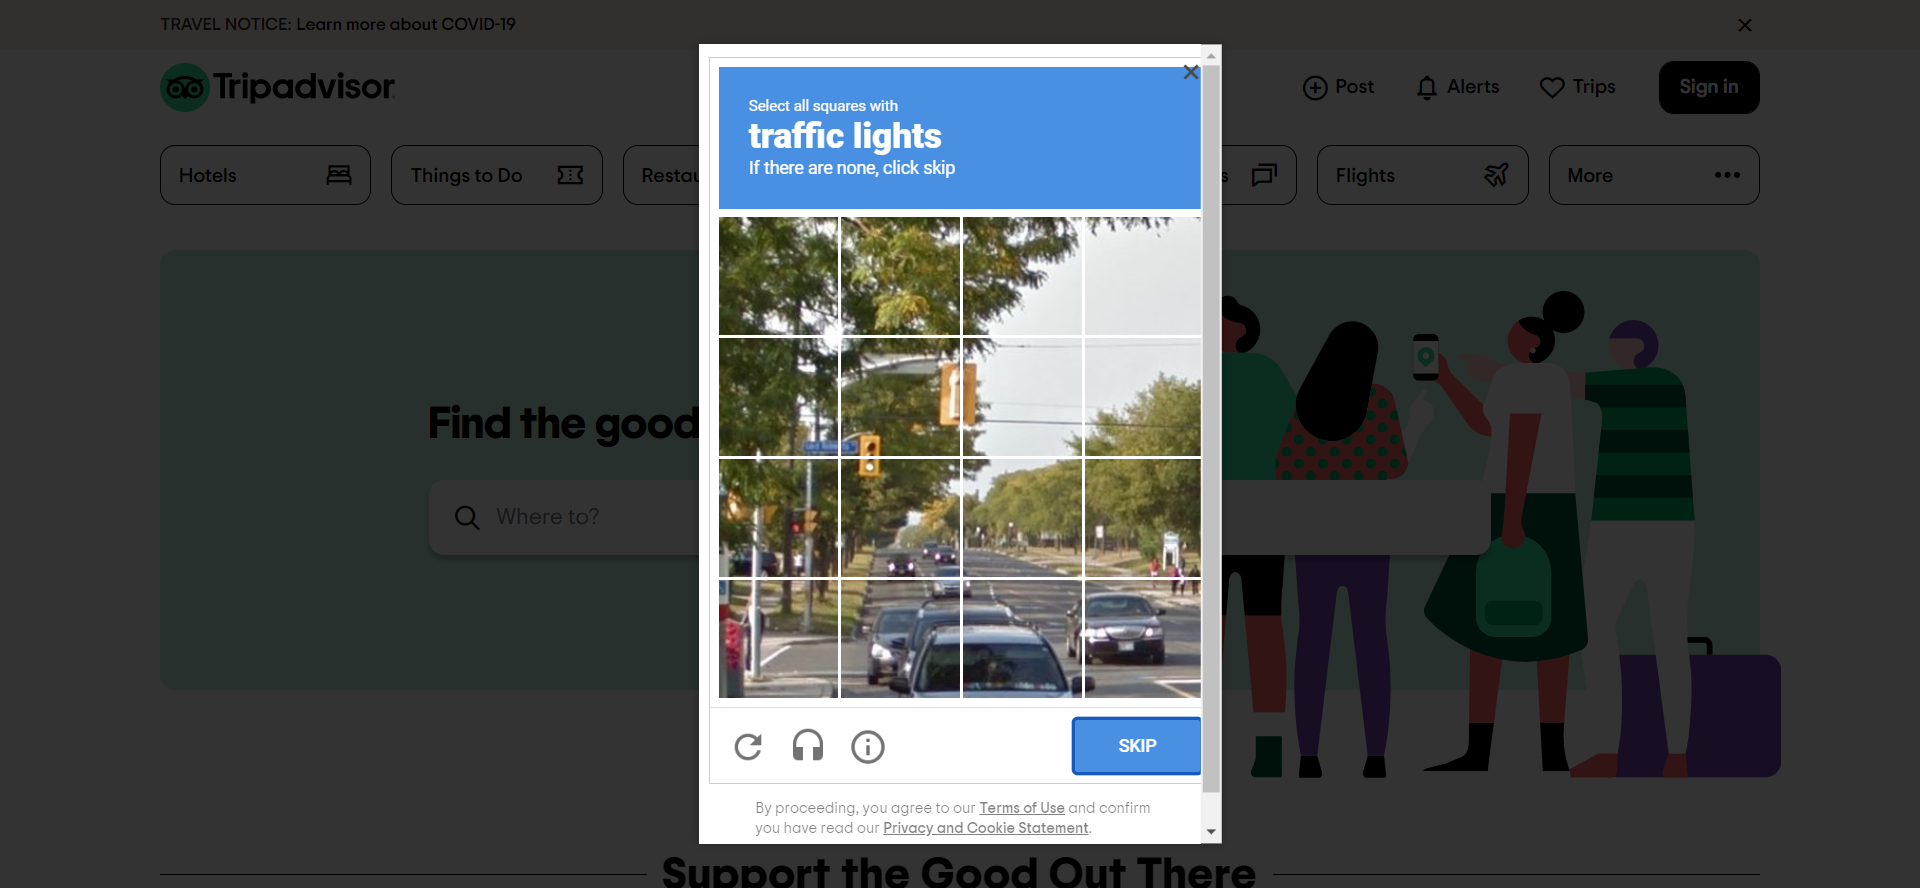 TRAVEL NOTICE: Learn more about COVID-19
Tripadvisor
Post
Alerts
Trips
Sign in
Hotels
Things to Do
Restau
s
Flights
More
Select all squares with
traffic lights
If there are none, click skip
Find the good
Where to?
SKIP
By proceeding, you agree to our Terms of Use and confirm
you have read our Privacy and Cookie Statement.
Support the Good Out There